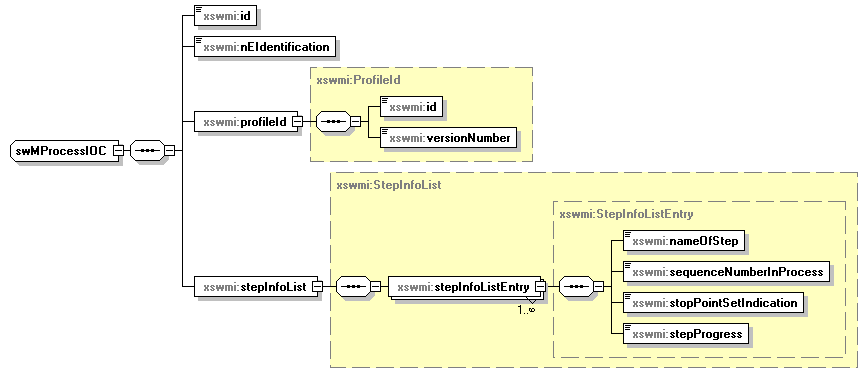 xswmi:id
xswmi:nEIdentification
xswmi:ProfileId
xswmi:id
xswmi:profileId
xswmi:versionNumber
swMProcessIOC
xswmi:StepInfoList
xswmi:StepInfoListEntry
xswmi:nameOfStep
xswmi:sequenceNumberInProcess
xswmi:stepInfoList
xswmi:stepInfoListEntry
1..∞
xswmi:stopPointSetIndication
xswmi:stepProgress